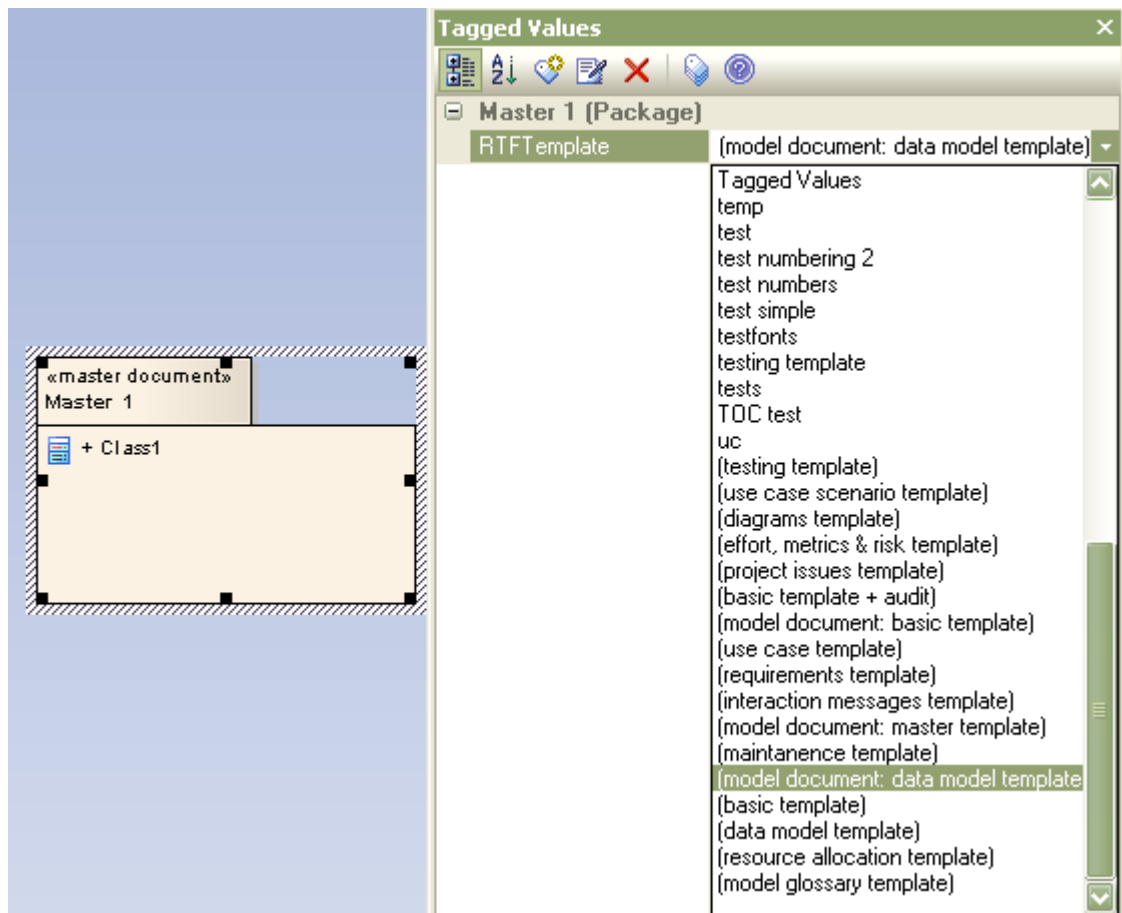 Tagged Values
Master 1 (Package)
RTFTemplate (model document: data model template)
Tagged Values
temp
test
test numbering 2
test numbers
test simple
testfonts
testing template
tests
TOC test
uc
(testing template)
(use case scenario template)
(diagrams template)
(effort, metrics & risk template)
(project issues template)
(basic template + audit)
(model document: basic template)
(use case template)
(requirements template)
(interaction messages template)
(model document: master template)
(maintanence template)
(model document: data model template
(basic template)
(data model template)
(resource allocation template)
(model glossary template)
«master document»
Master 1
+ Class1